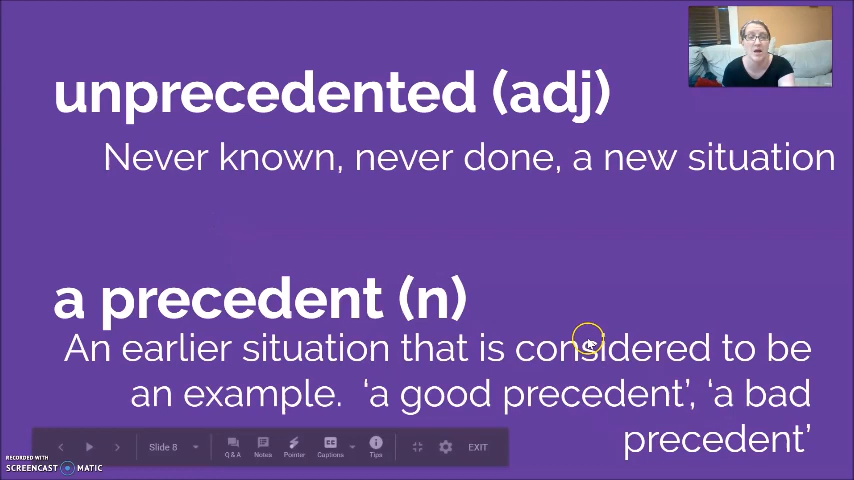 unprecedented (adj)
Never known, never done, a new situation
a precedent (n)
An earlier situation that is considered to be
an example. ‘a good precedent’, ‘a bad
precedent’
Slide 8
Q & A
Notes
Pointer
Captions
Tips
EXIT
RECORDED WITH
SCREENCAST MATIC